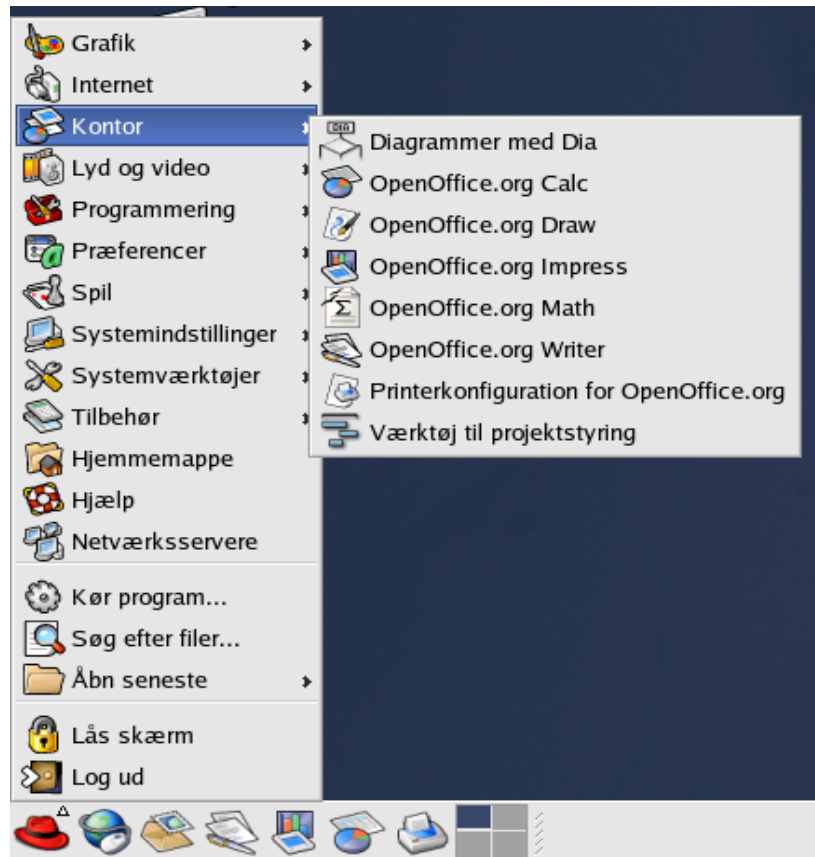 Grafik
Internet
Kontor
Lyd og video
Programmering
Præferencer
Spil
Systemindstillinger
Systemværktøjer
Tilbehør
Hjemmemappe
Hjælp
Netværksservere
Kør program...
Søg efter filer...
Åbn seneste
Lås skærm
Log ud
DIA
Diagrammer med Dia
OpenOffice.org Calc
OpenOffice.org Draw
OpenOffice.org Impress
OpenOffice.org Math
OpenOffice.org Writer
Printerkonfiguration for OpenOffice.org
Værktøj til projektstyring